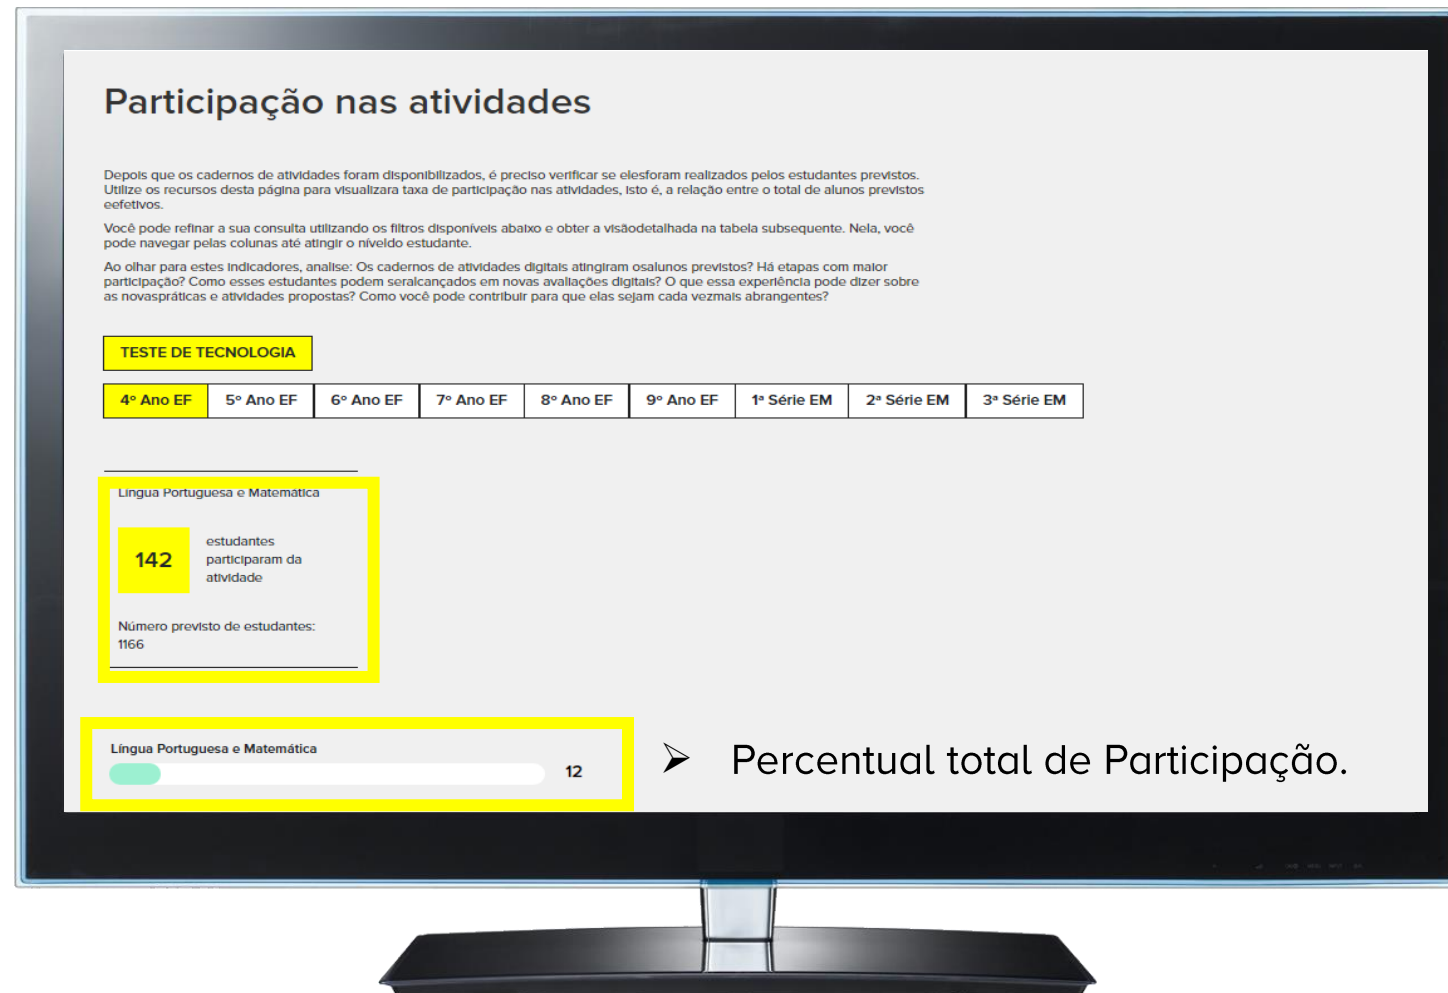 Participação nas atividades
Depois que os cadernos de atividades foram disponibilizados, é preciso verificar se elesforam realizados pelos estudantes previstos.
Utilize os recursos desta página para visualizara taxa de participação nas atividades, isto é, a relação entre o total de alunos previstos
eefetivos.
Você pode refinar a sua consulta utilizando os filtros disponíveis abaixo e obter a visãodetalhada na tabela subsequente. Nela, você
pode navegar pelas colunas até atingir o níveldo estudante.
Ao olhar para estes indicadores, analise: Os cadernos de atividades digitais atingiram osalunos previstos? Há etapas com maior
participação? Como esses estudantes podem seralcançados em novas avaliações digitais? O que essa experiência pode dizer sobre
as novaspráticas e atividades propostas? Como você pode contribuir para que elas sejam cada vezmais abrangentes?
TESTE DE TECNOLOGIA
4º Ano EF 5º Ano EF 6º Ano EF 7º Ano EF 8º Ano EF 9º Ano EF 1ª Série EM 2ª Série EM 3ª Série EM
Língua Portuguesa e Matemática
142
estudantes
participaram da
atividade
Número previsto de estudantes:
1166
Língua Portuguesa e Matemática
12
➢ Percentual total de Participação.